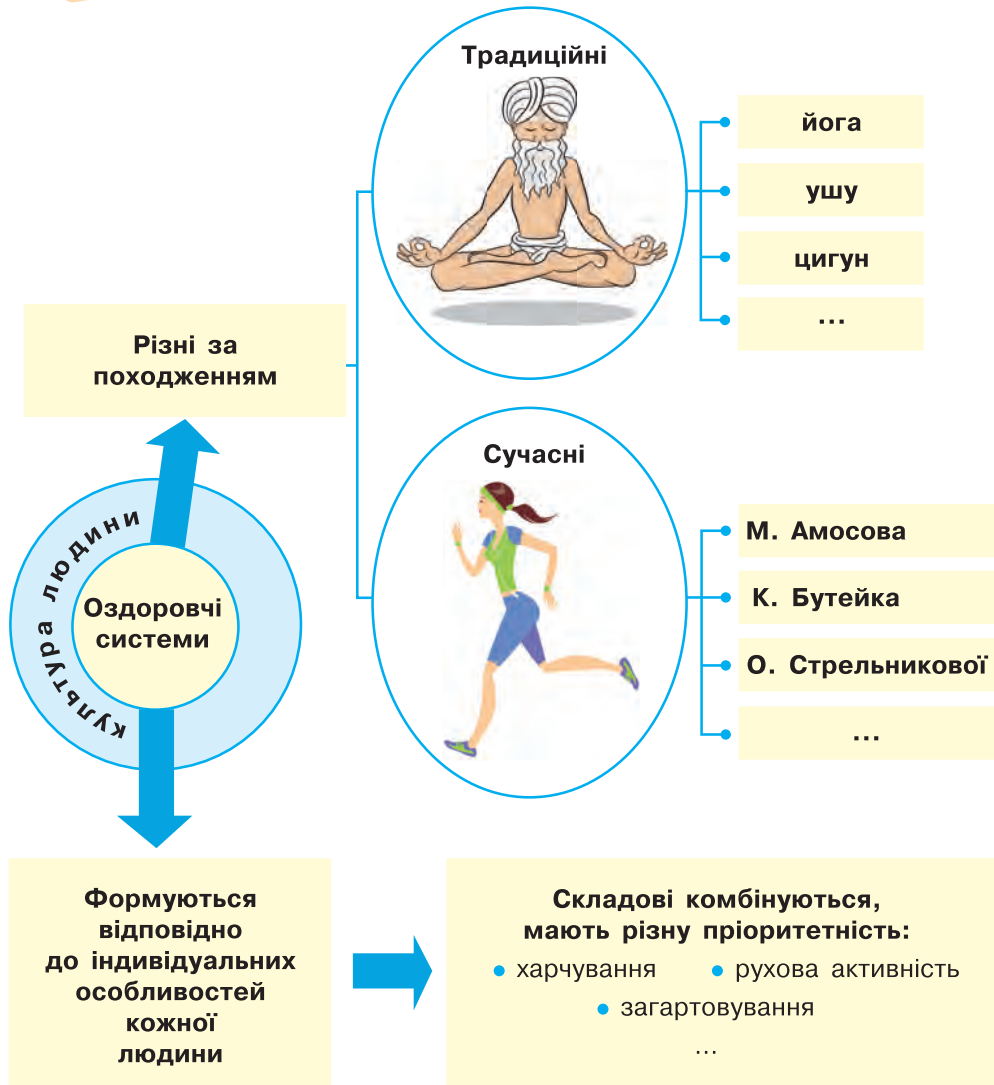 Традиційні
йога
ушу
цигун
...
Різні за
походженням
Сучасні
М. Амосова
К. Бутейка
О. Стрельникової
...
культура людини
Оздоровчі
системи
Формуються
відповідно
до індивідуальних
особливостей
кожної
людини
Складові комбінуються,
мають різну пріоритетність:
• харчування • рухова активність
• загартовування
...